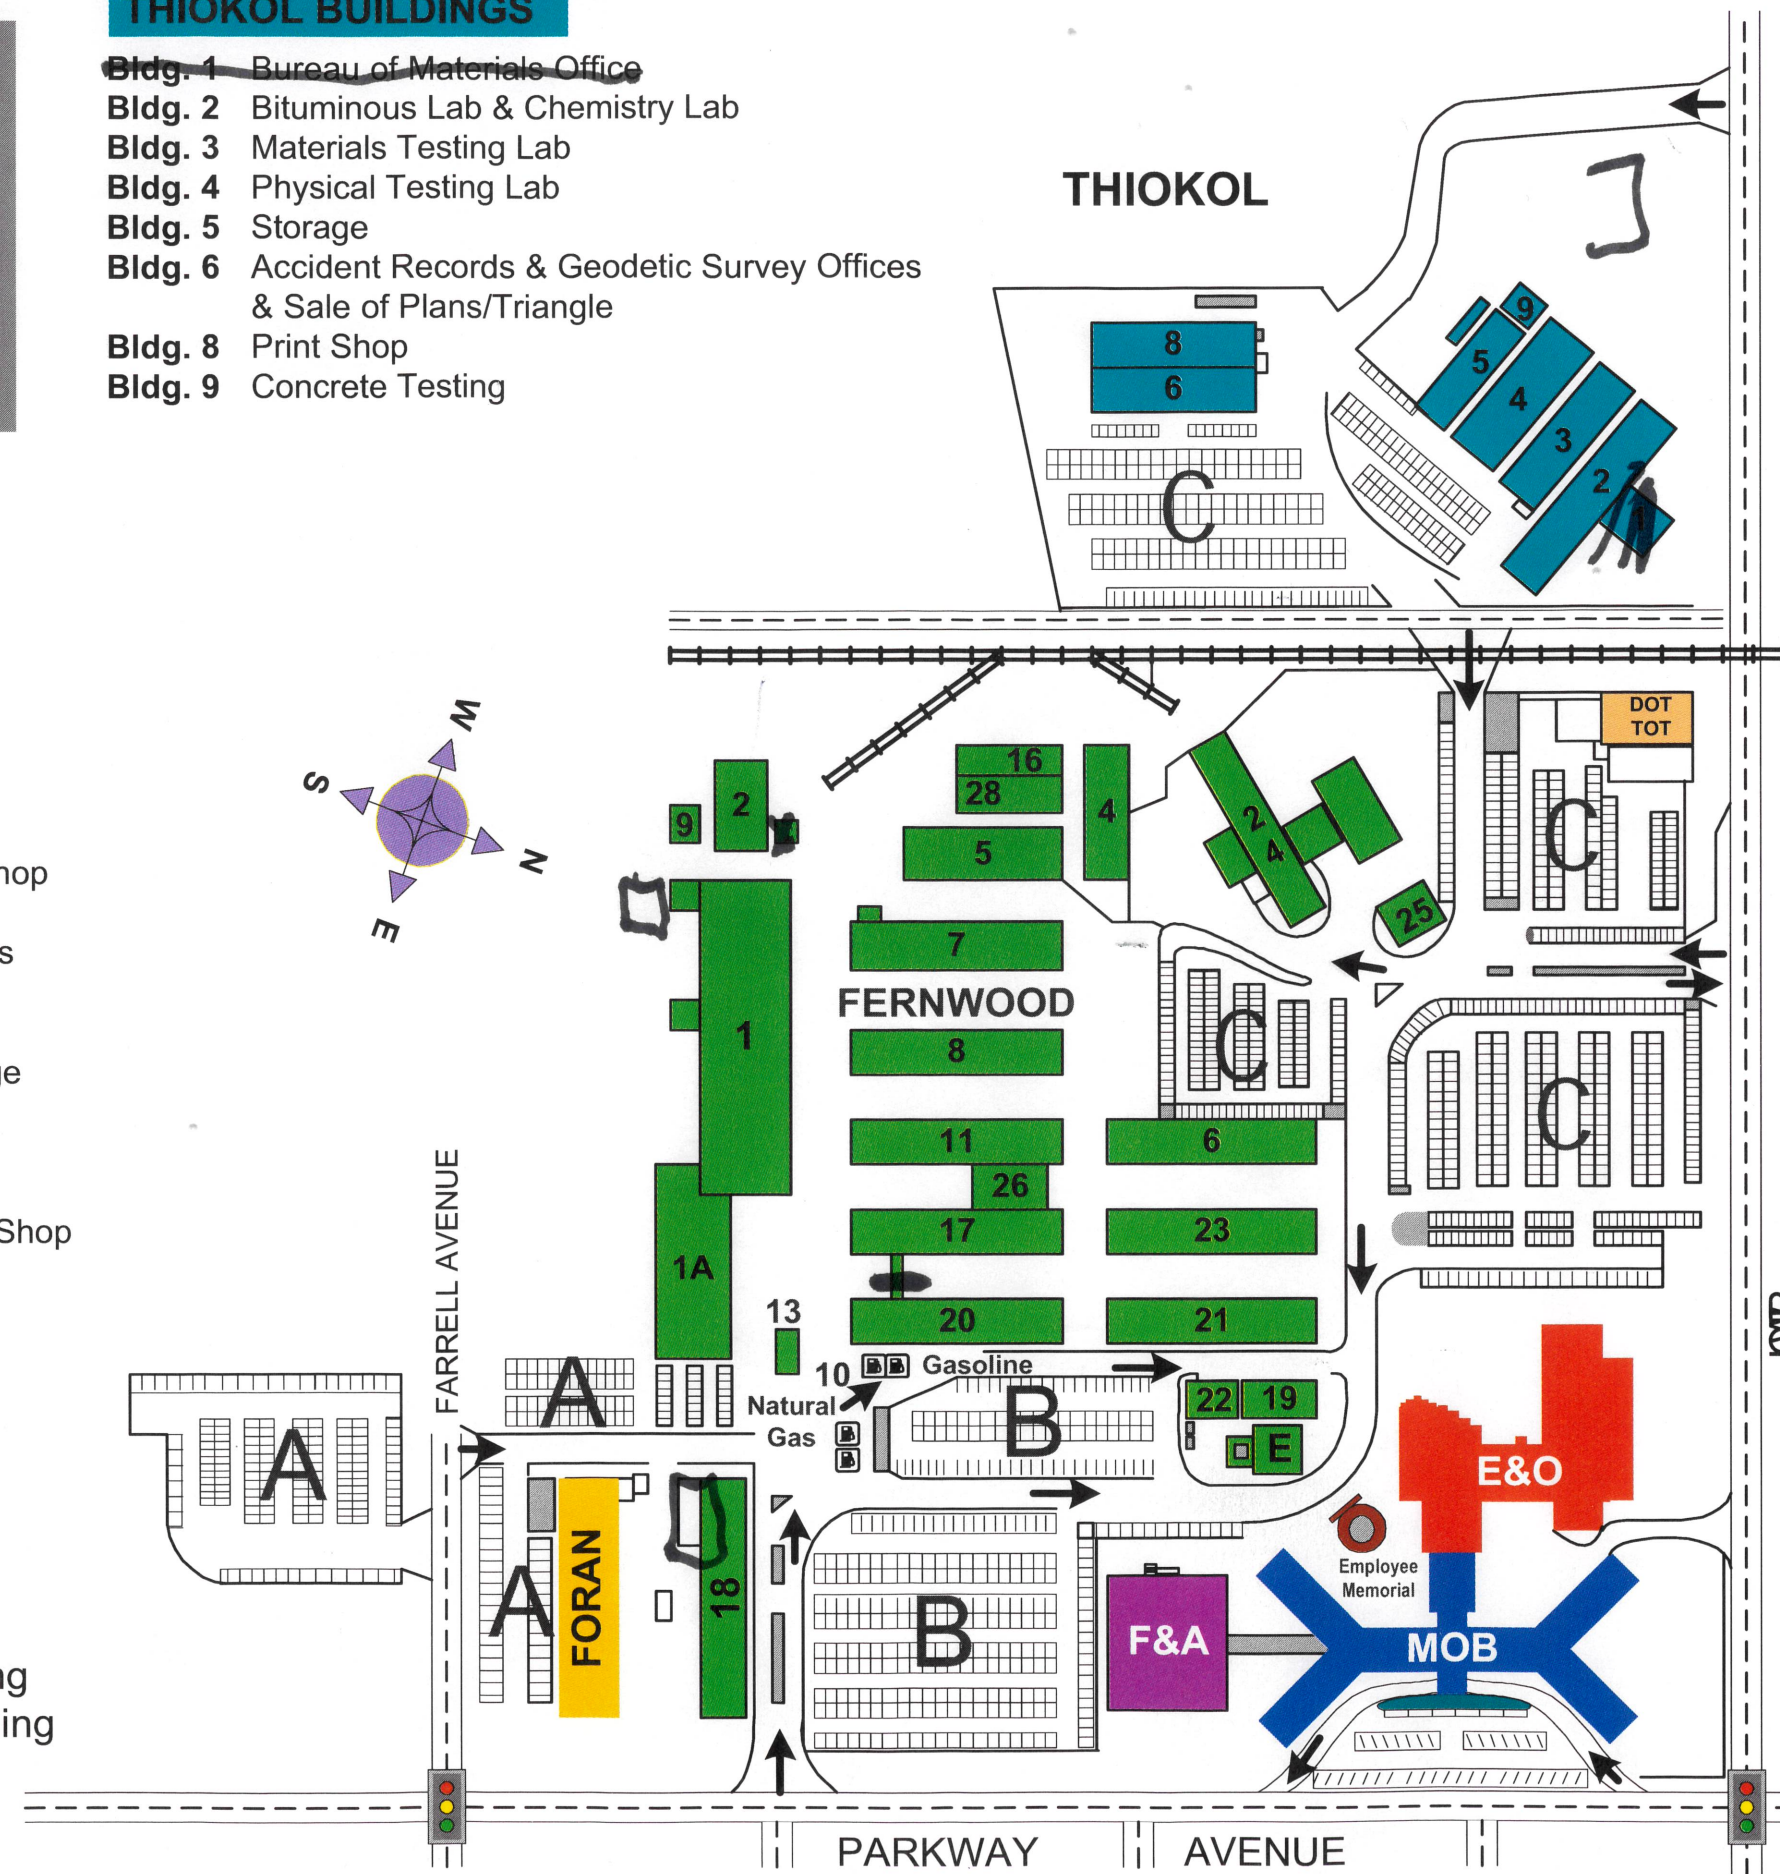 THIOKOL BUILDINGS
Bldg. 1 Bureau of Materials Office
Bldg. 2 Bituminous Lab & Chemistry Lab
Bldg. 3 Materials Testing Lab
Bldg. 4 Physical Testing Lab
Bldg. 5 Storage
Bldg. 6 Accident Records & Geodetic Survey Offices
& Sale of Plans/Triangle
Bldg. 8 Print Shop
Bldg. 9 Concrete Testing
THIOKOL
9
8
5
6
4
3
2
1
C
DOT
TOT
W
S
N
E
16
28
2
9
4
5
2
4
C
25
hop
7
s
FERNWOOD
1
8
C
C
ge
11
6
26
17
23
Shop
FARRELL AVENUE
1A
13
20
21
10
Gasoline
Natural
Gas
A
A
B
22
19
E
E&O
Employee
Memorial
A
FORAN
18
B
F&A
MOB
ng
ing
PARKWAY AVENUE